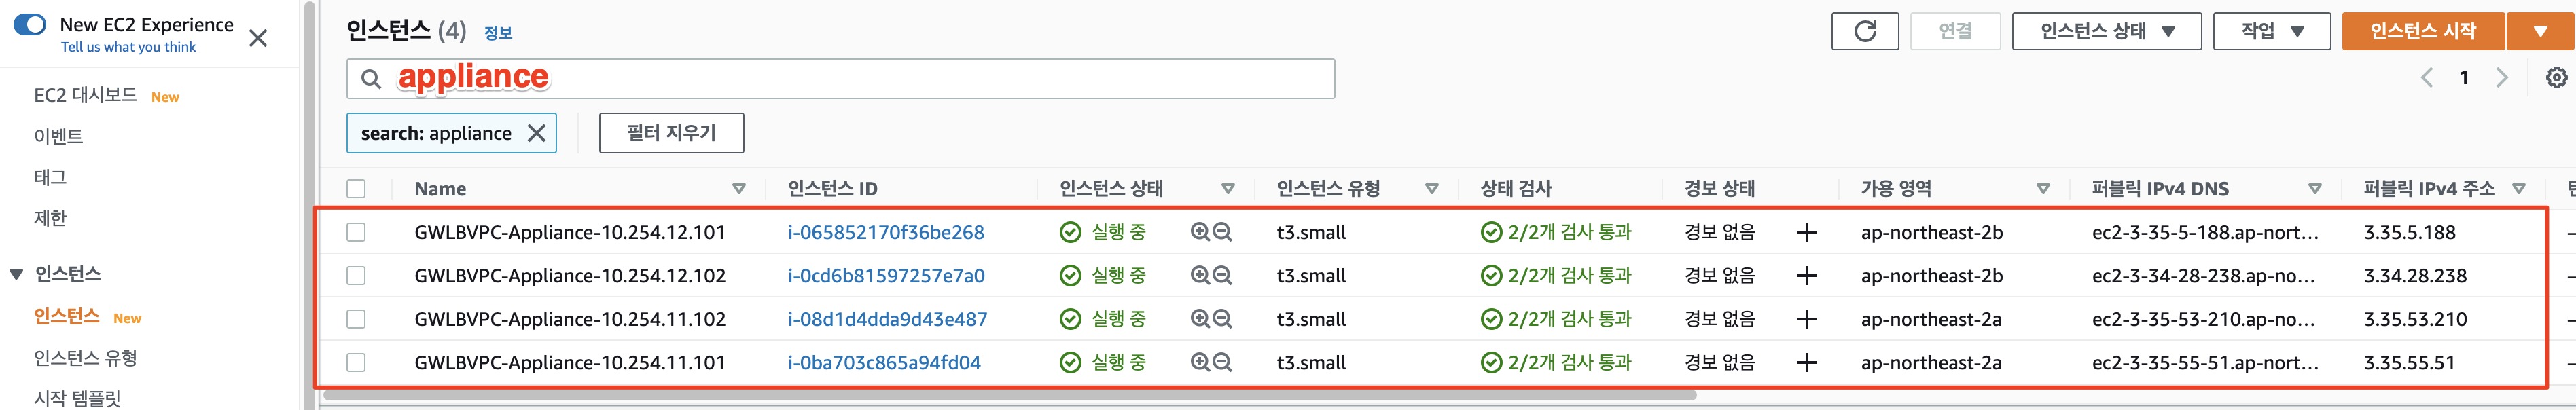 New EC2 Experience
Tell us what you think
EC2 대시보드 New
이벤트
태그
제한
인스턴스
인스턴스 New
인스턴스 유형
시작 템플릿
인스턴스 (4) 정보
연결 인스턴스 상태 작업 인스턴스 시작
appliance
1
search: appliance 필터 지우기
Name 인스턴스 ID 인스턴스 상태 인스턴스 유형 상태 검사 경보 상태 가용 영역 퍼블릭 IPv4 DNS 퍼블릭 IPv4 주소
GWLBVPC-Appliance-10.254.12.101 i-065852170f36be268 실행 중 t3.small 2/2개 검사 통과 경보 없음 ap-northeast-2b ec2-3-35-5-188.ap-nort... 3.35.5.188
GWLBVPC-Appliance-10.254.12.102 i-0cd6b81597257e7a0 실행 중 t3.small 2/2개 검사 통과 경보 없음 ap-northeast-2b ec2-3-34-28-238.ap-no... 3.34.28.238
GWLBVPC-Appliance-10.254.11.102 i-08d1d4dda9d43e487 실행 중 t3.small 2/2개 검사 통과 경보 없음 ap-northeast-2a ec2-3-35-53-210.ap-no... 3.35.53.210
GWLBVPC-Appliance-10.254.11.101 i-0ba703c865a94fd04 실행 중 t3.small 2/2개 검사 통과 경보 없음 ap-northeast-2a ec2-3-35-55-51.ap-nort... 3.35.55.51